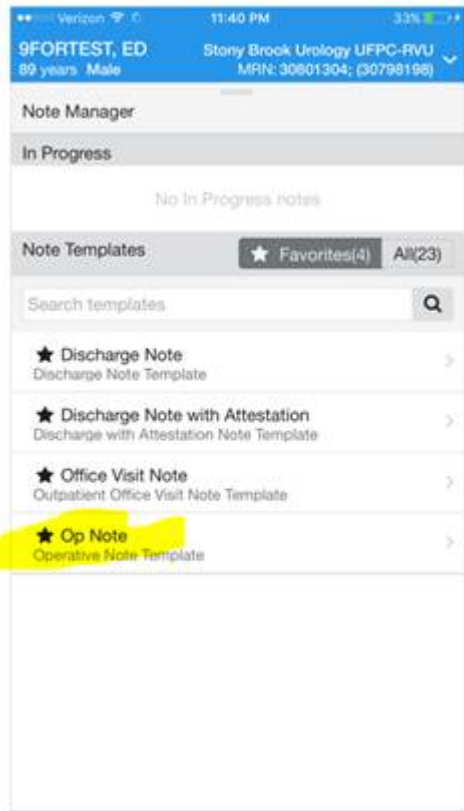 Verizon 11:40 PM 33%
9FORTEST, ED Stony Brook Urology UFPC-RVU
89 years Male MRN: 30801304; (30798198)
Note Manager
In Progress
No In Progress notes
Note Templates ★ Favorites(4) All(23)
Search templates
★ Discharge Note
Discharge Note Template
★ Discharge Note with Attestation
Discharge with Attestation Note Template
★ Office Visit Note
Outpatient Office Visit Note Template
★ Op Note
Operative Note Template